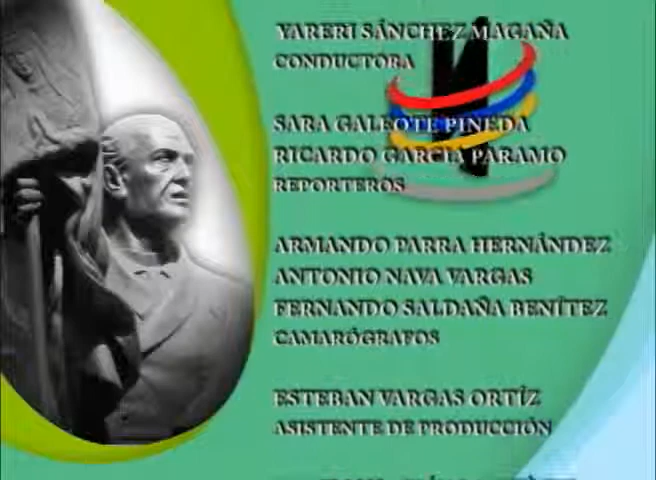 YARERI SÁNCHEZ MAGAÑA
CONDUCTORA
SARA GALEOTE PINEDA
RICARDO GARCÍA PÁRAMO
REPORTEROS
ARMANDO PARRA HERNÁNDEZ
ANTONIO NAVA VARGAS
FERNANDO SALDAÑA BENÍTEZ
CAMARÓGRAFOS
ESTEBAN VARGAS ORTÍZ
ASISTENTE DE PRODUCCIÓN